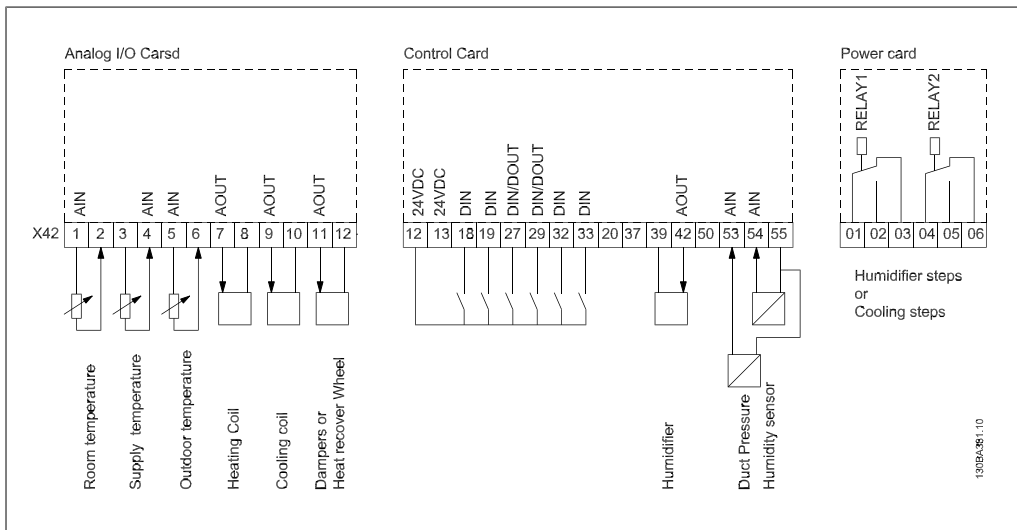 Analog I/O Carsd
Control Card
Power card
AIN
AIN
AIN
AOUT
AOUT
AOUT
24VDC
24VDC
DIN
DIN
DIN/DOUT
DIN/DOUT
DIN
DIN
AOUT
AIN
AIN
RELAY1
RELAY2
X42
1 2 3 4 5 6 7 8 9 10 11 12
12 13 18 19 27 29 32 33 20 37 39 42 50 53 54 55
01 02 03 04 05 06
Humidifier steps
or
Cooling steps
Room temperature
Supply temperature
Outdoor temperature
Heating Coil
Cooling coil
Dampers or
Heat recover Wheel
Humidifier
Duct Pressure
Humidity sensor
130BA381.10